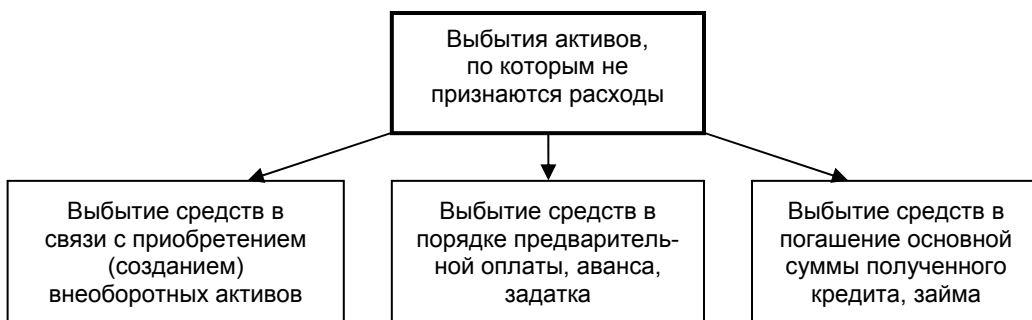 Выбытия активов,
по которым не
признаются расходы
Выбытие средств в
связи с приобретением
(созданием)
внеоборотных активов
Выбытие средств в
порядке предваритель-
ной оплаты, аванса,
задатка
Выбытие средств в
погашение основной
суммы полученного
кредита, займа